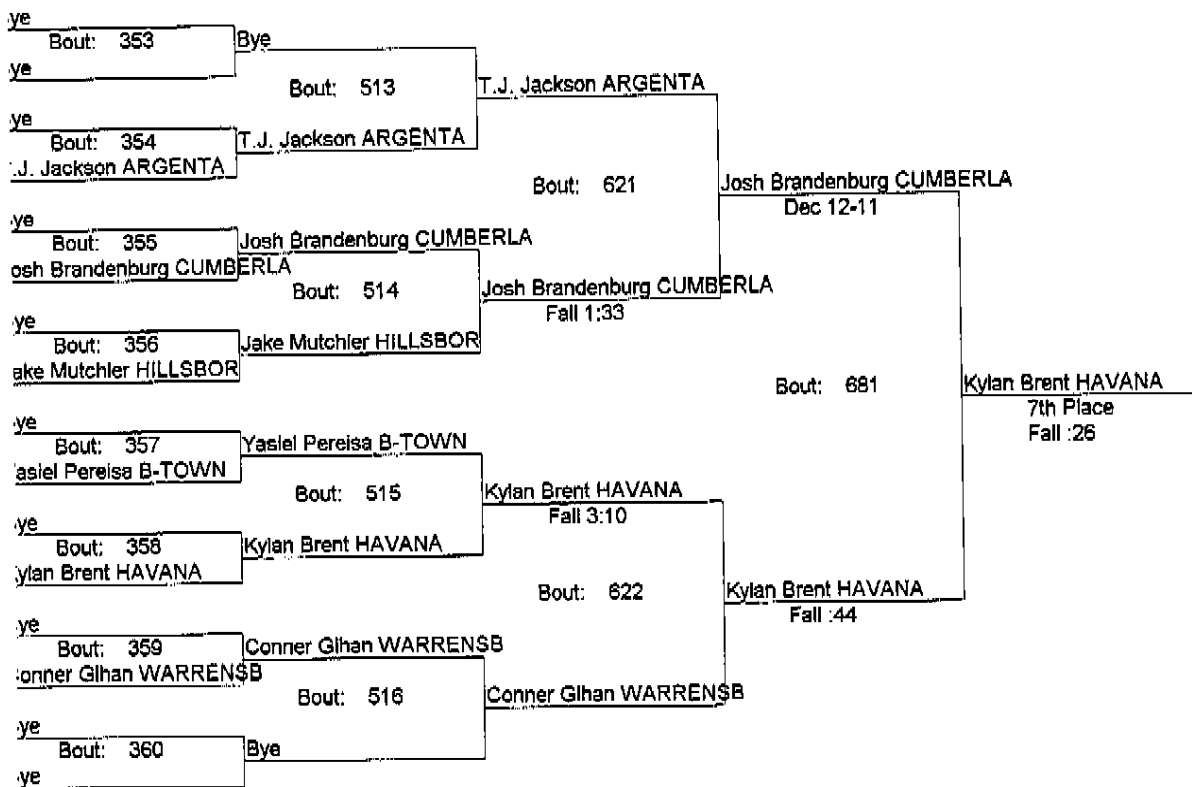 ye
Bout: 353
Bye
ye
Bout: 513
T.J. Jackson ARGENTA
ye
Bout: 354
T.J. Jackson ARGENTA
.J. Jackson ARGENTA
Bout: 621
Josh Brandenburg CUMBERLA
Dec 12-11
ye
Bout: 355
Josh Brandenburg CUMBERLA
osh Brandenburg CUMBERLA
Bout: 514
Josh Brandenburg CUMBERLA
Fall 1:33
ye
Bout: 356
Jake Mutchler HILLSBOR
ake Mutchler HILLSBOR
Bout: 681
Kylan Brent HAVANA
7th Place
Fall :26
ye
Bout: 357
Yasiel Pereisa B-TOWN
asiel Pereisa B-TOWN
Bout: 515
Kylan Brent HAVANA
Fall 3:10
ye
Bout: 358
Kylan Brent HAVANA
ylan Brent HAVANA
Bout: 622
Kylan Brent HAVANA
Fall :44
ye
Bout: 359
Conner Gihan WARRENSB
onner Gihan WARRENSB
Bout: 516
Conner Gihan WARRENSB
ye
Bout: 360
Bye
ye